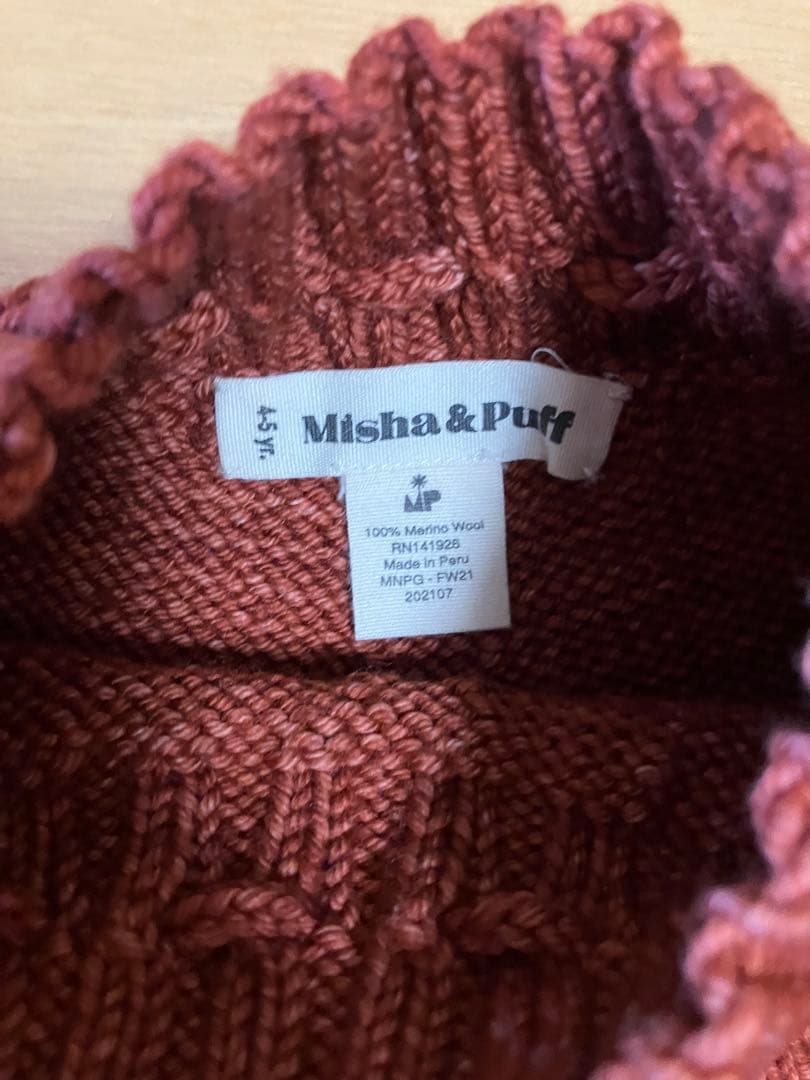 4-5 yr.
Misha & Puff
MP
100% Merino Wool
RN141926
Made in Peru
MNPG - FW21
202107